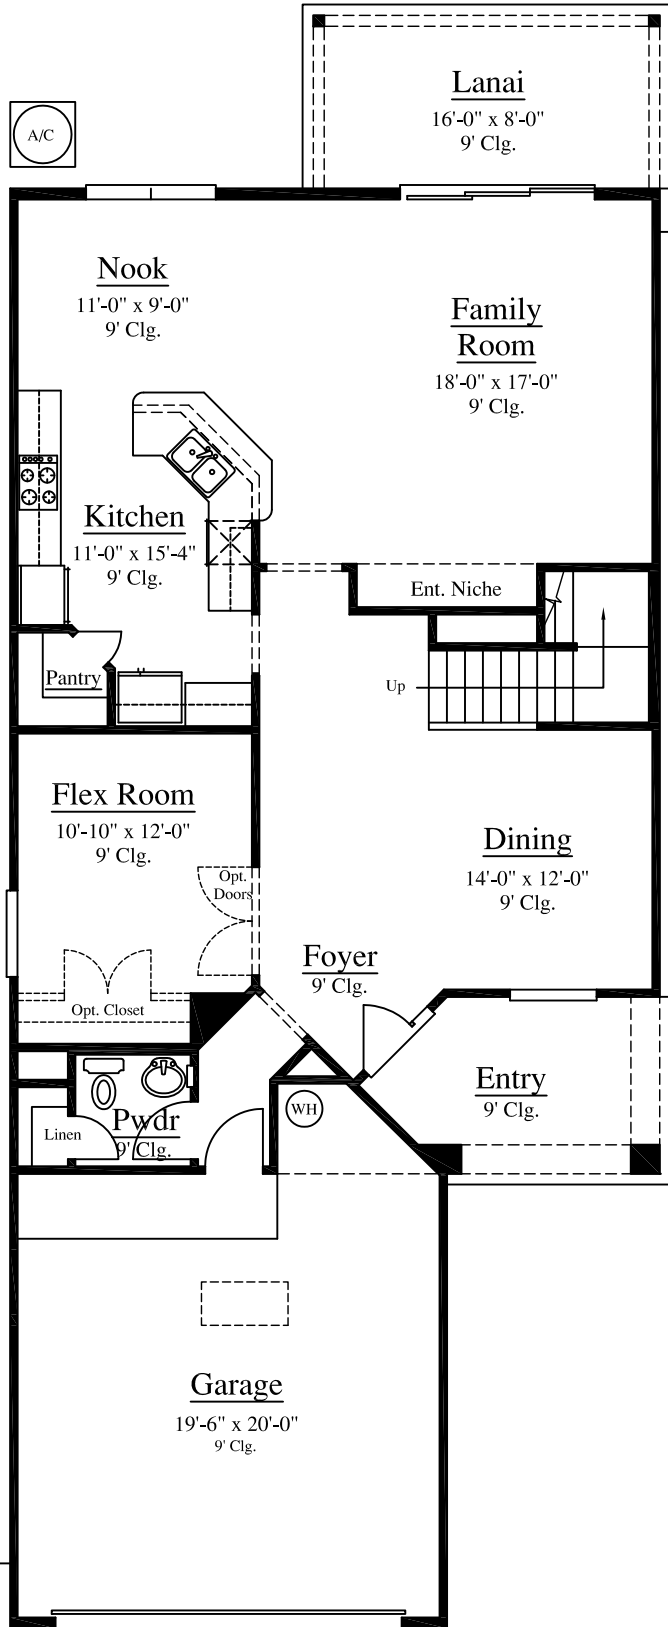 Lanai
16'-0" x 8'-0"
9' Clg.
A/C
Nook
11'-0" x 9'-0"
9' Clg.
Family
Room
18'-0" x 17'-0"
9' Clg.
Kitchen
11'-0" x 15'-4"
9' Clg.
Ent. Niche
Pantry
Up
Flex Room
10'-10" x 12'-0"
9' Clg.
Opt.
Doors
Dining
14'-0" x 12'-0"
9' Clg.
Foyer
9' Clg.
Opt. Closet
Entry
9' Clg.
WH
Pwdr
9' Clg.
Linen
Garage
19'-6" x 20'-0"
9' Clg.